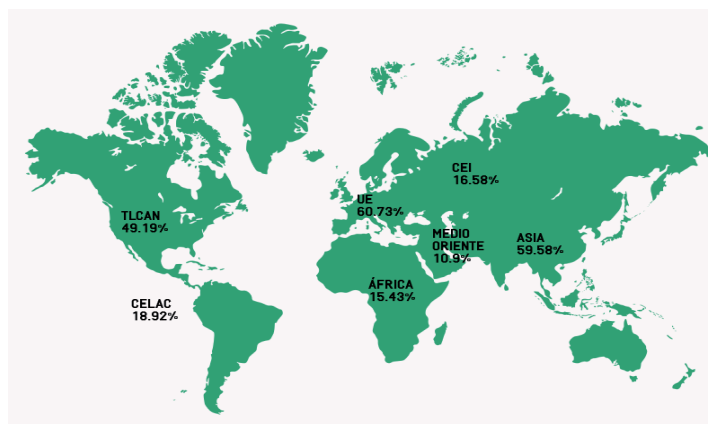 CEI
16.58%
UE
60.73%
TLCAN
49.19%
MEDIO
ORIENTE
10.9%
ASIA
59.58%
ÁFRICA
15.43%
CELAC
18.92%